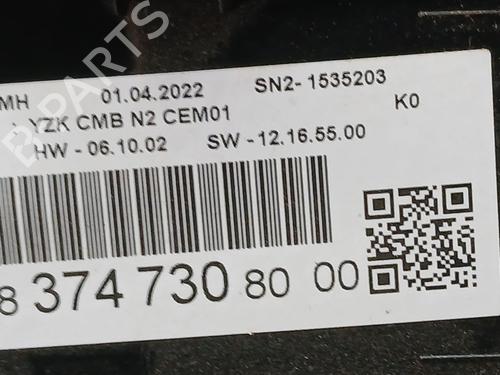 MH 01.04.2022 SN2- 1535203
YZK CMB N2 CEM01 K0
HW - 06.10.02 SW - 12.16.55.00
8 374 730 80 00
B PARTS